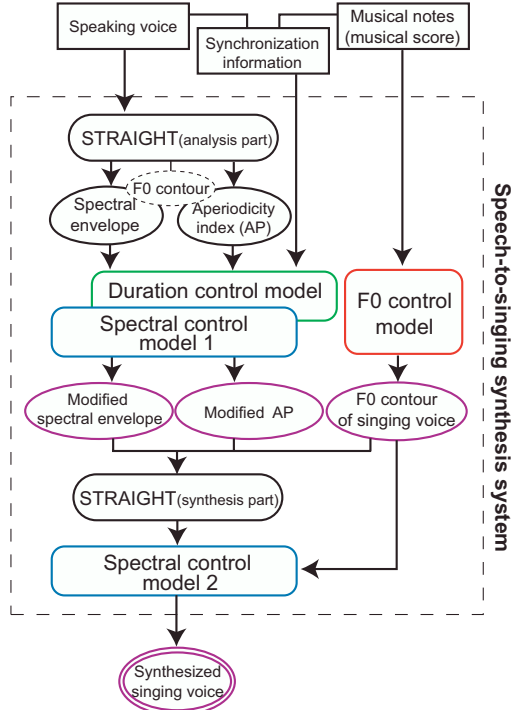 Speaking voice
Musical notes
(musical score)
Synchronization
information
STRAIGHT(analysis part)
F0 contour
Spectral
envelope
Aperiodicity
index (AP)
Duration control model
Spectral control
model 1
F0 control
model
Modified
spectral envelope
Modified AP
F0 contour
of singing voice
STRAIGHT(synthesis part)
Spectral control
model 2
Synthesized
singing voice
Speech-to-singing synthesis system